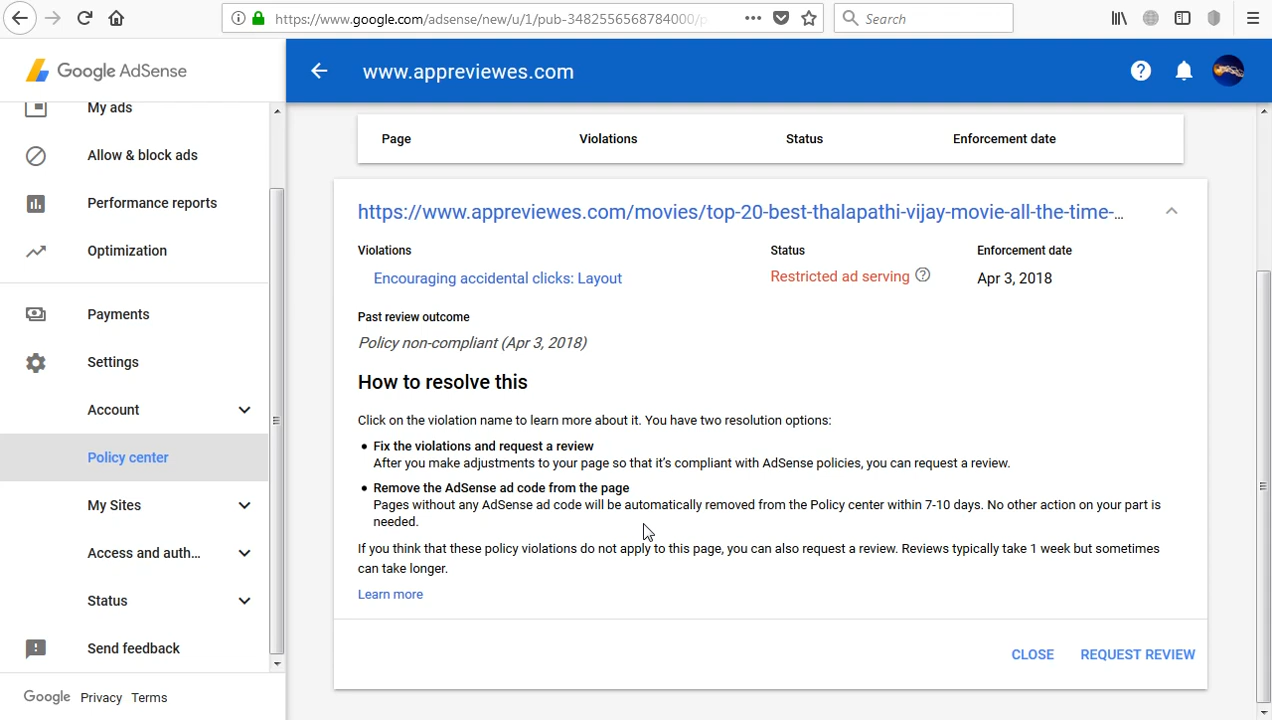 https://www.google.com/adsense/new/u/1/pub-3482556568784000/p
Search
Google AdSense
www.appreviewes.com
My ads
Allow & block ads
Performance reports
Optimization
Payments
Settings
Account
Policy center
My Sites
Access and auth...
Status
Send feedback
Google Privacy Terms
Page Violations Status Enforcement date
https://www.appreviewes.com/movies/top-20-best-thalapathi-vijay-movie-all-the-time-...
Violations Status Enforcement date
Encouraging accidental clicks: Layout Restricted ad serving Apr 3, 2018
Past review outcome
Policy non-compliant (Apr 3, 2018)
How to resolve this
Click on the violation name to learn more about it. You have two resolution options:
• Fix the violations and request a review
After you make adjustments to your page so that it’s compliant with AdSense policies, you can request a review.
• Remove the AdSense ad code from the page
Pages without any AdSense ad code will be automatically removed from the Policy center within 7-10 days. No other action on your part is
needed.
If you think that these policy violations do not apply to this page, you can also request a review. Reviews typically take 1 week but sometimes
can take longer.
Learn more
CLOSE REQUEST REVIEW